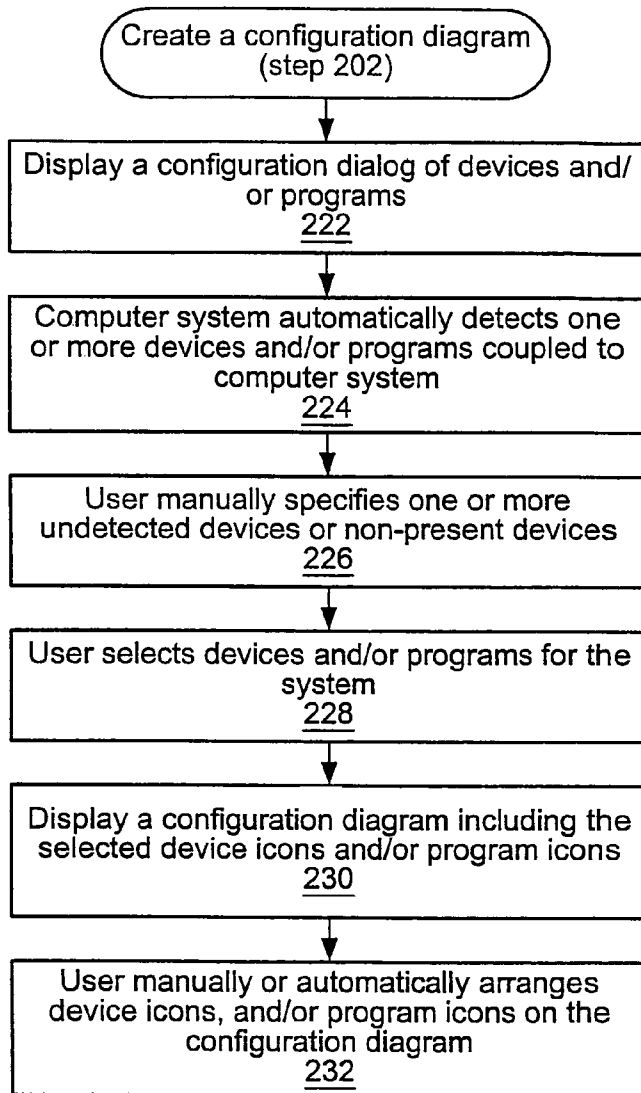 Create a configuration diagram
(step 202)
Display a configuration dialog of devices and/
or programs
222
Computer system automatically detects one
or more devices and/or programs coupled to
computer system
224
User manually specifies one or more
undetected devices or non-present devices
226
User selects devices and/or programs for the
system
228
Display a configuration diagram including the
selected device icons and/or program icons
230
User manually or automatically arranges
device icons, and/or program icons on the
configuration diagram
232